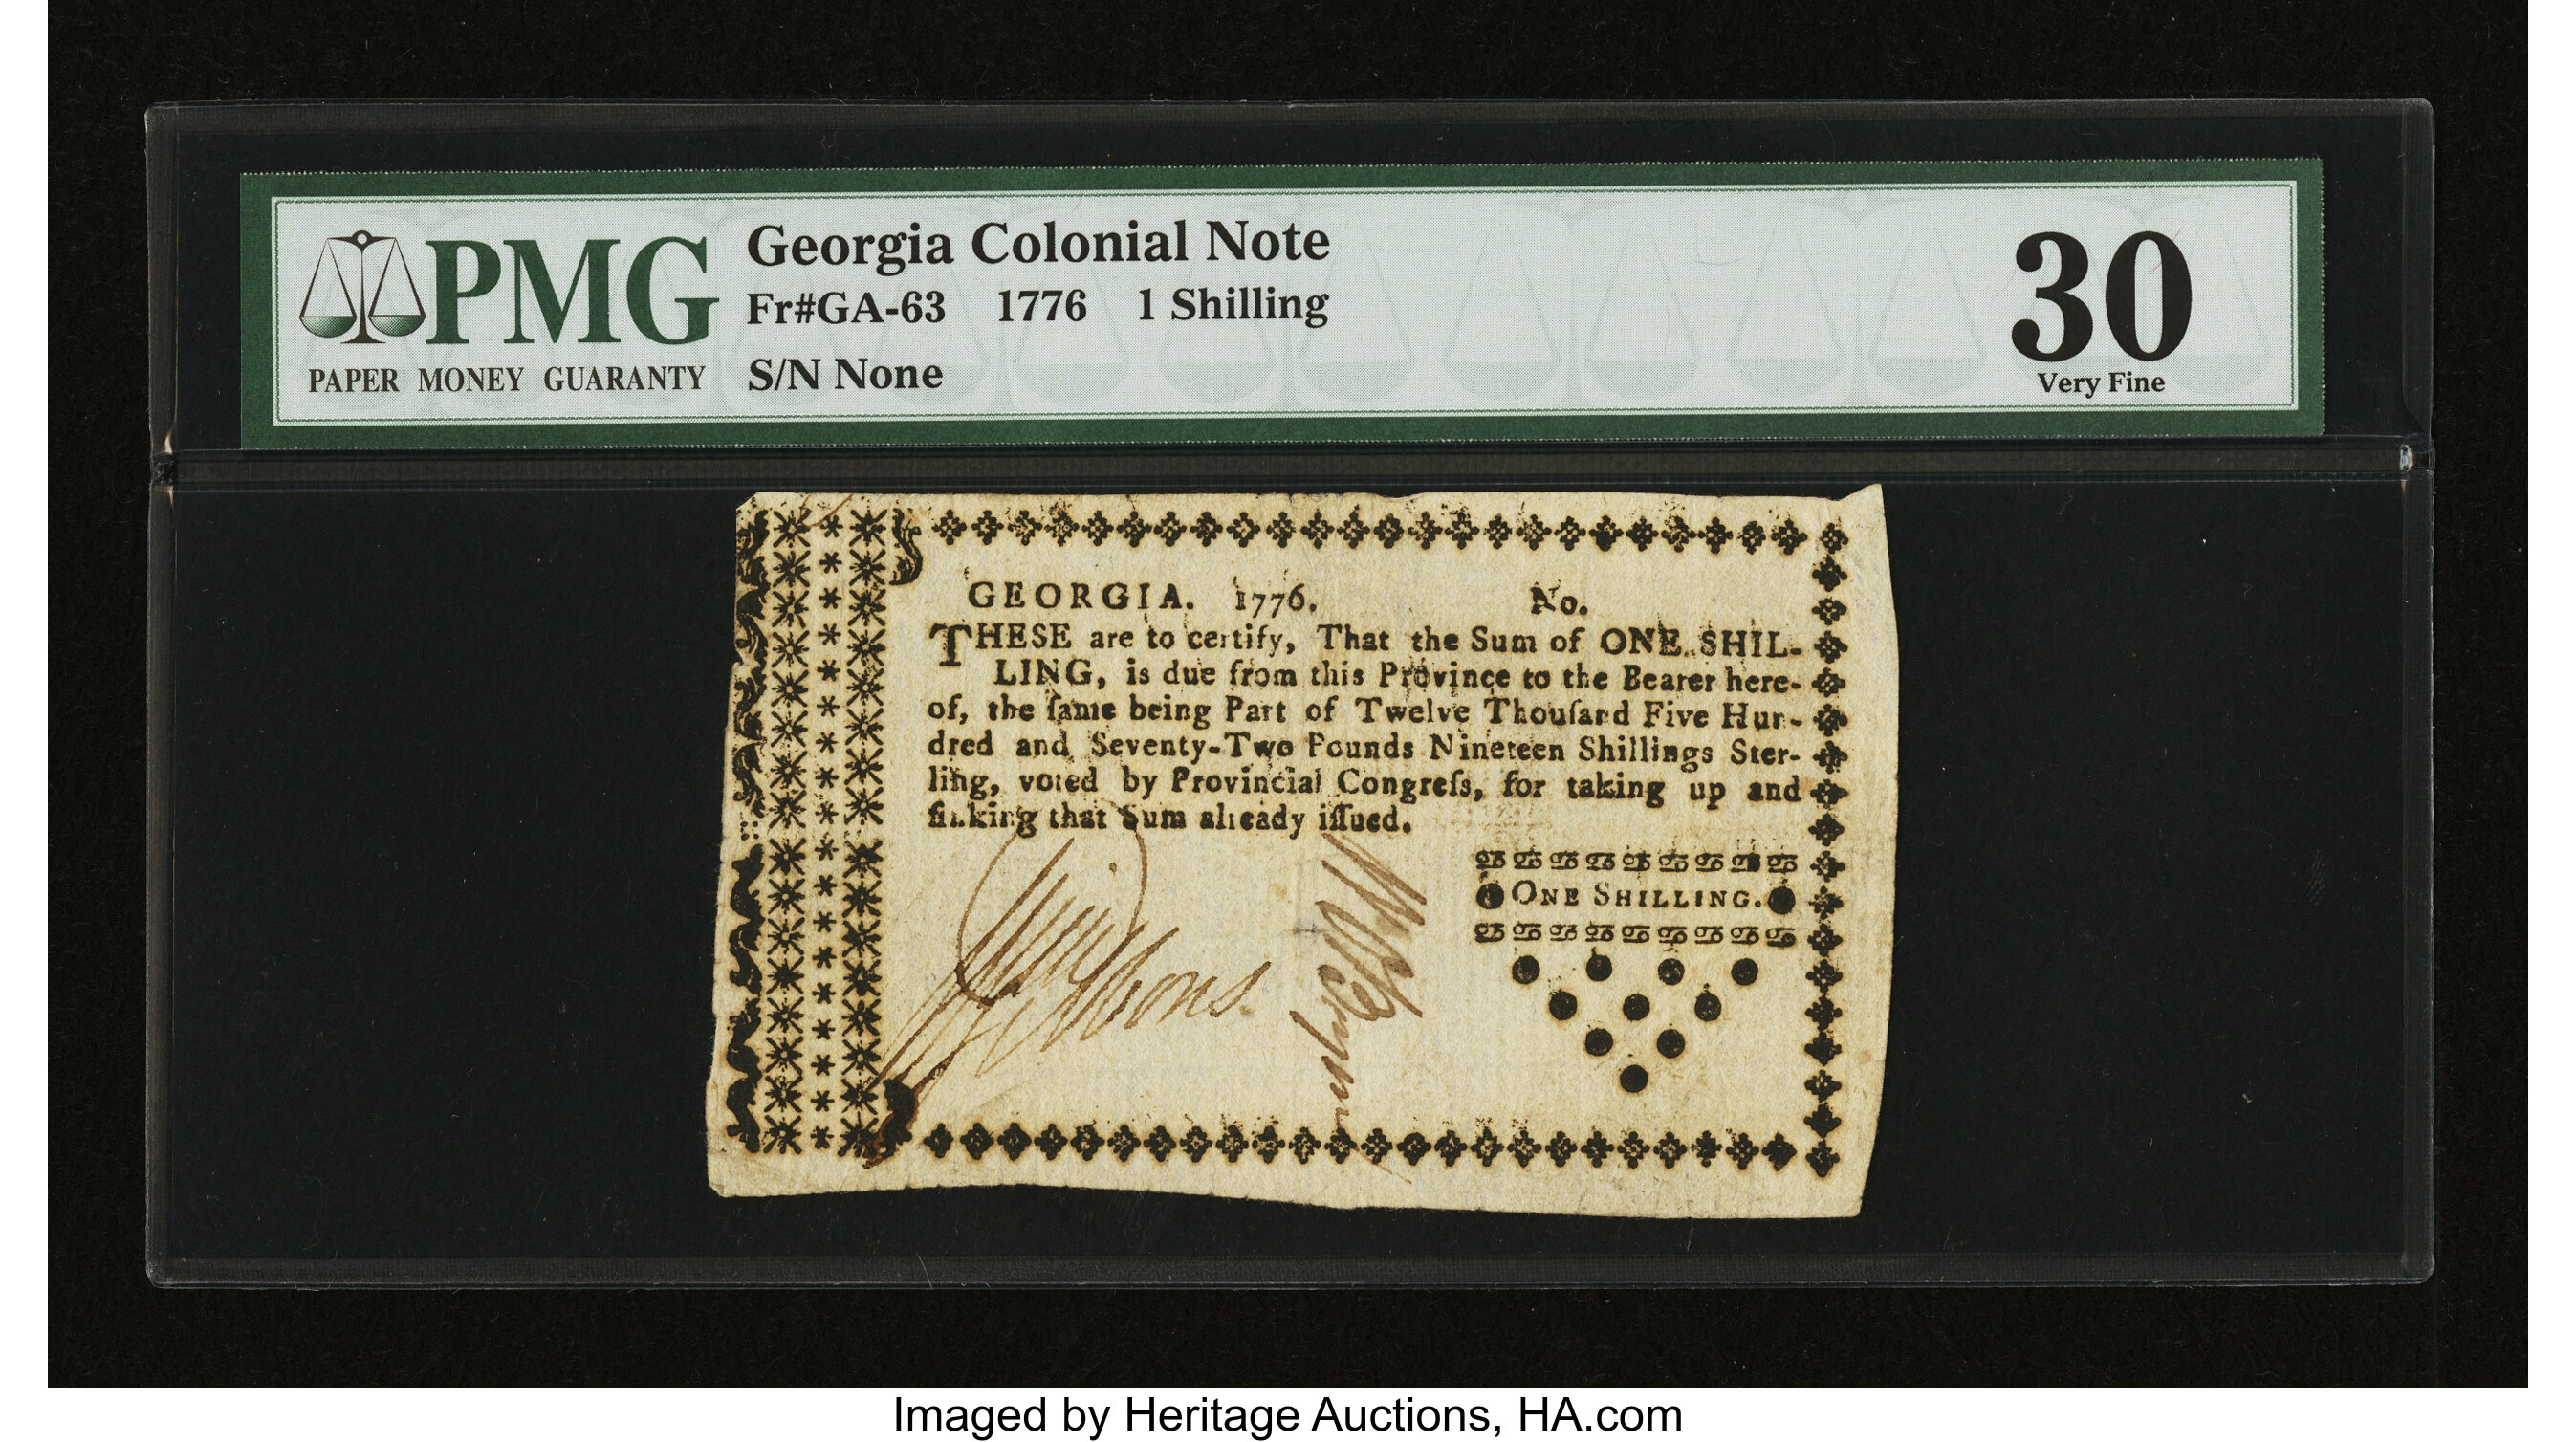 PMG
PAPER MONEY GUARANTY
Georgia Colonial Note
Fr#GA-63 1776 1 Shilling
S/N None
30
Very Fine
GEORGIA. 1776. No.
THESE are to certify, That the Sum of ONE SHIL-
LING, is due from this Province to the Bearer here-
of, the ſame being Part of Twelve Thouſand Five Hun-
dred and Seventy-Two Pounds Nineteen Shillings Ster-
ling, voted by Provincial Congreſs, for taking up and
ſinking that Sum already iſſued.
ONE SHILLING.
Imaged by Heritage Auctions, HA.com